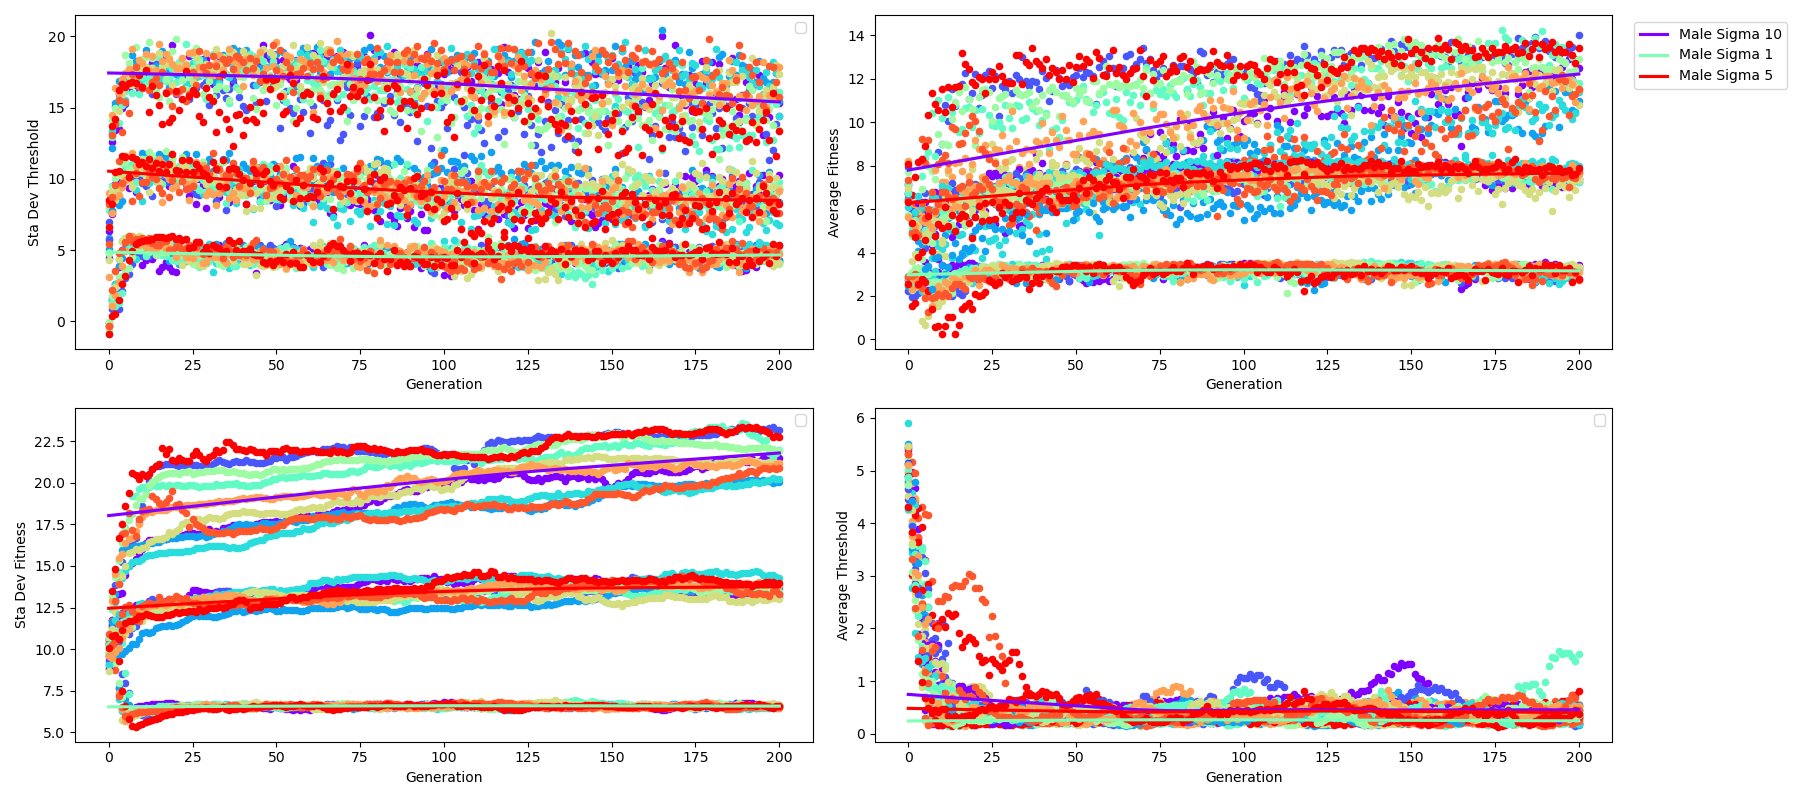 20
15
10
5
0
Sta Dev Threshold
0 25 50 75 100 125 150 175 200
Generation
14
12
10
8
6
4
2
0
Average Fitness
0 25 50 75 100 125 150 175 200
Generation
Male Sigma 10
Male Sigma 1
Male Sigma 5
22.5
20.0
17.5
15.0
12.5
10.0
7.5
5.0
Sta Dev Fitness
0 25 50 75 100 125 150 175 200
Generation
6
5
4
3
2
1
0
Average Threshold
0 25 50 75 100 125 150 175 200
Generation